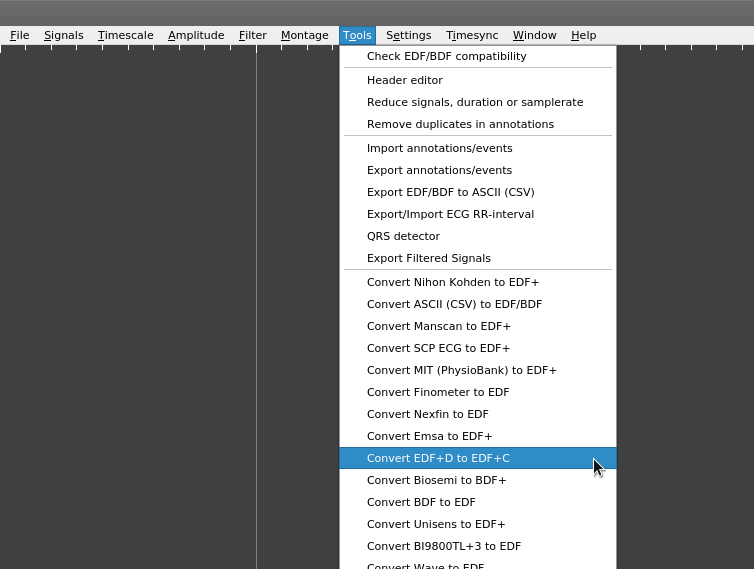 File Signals Timescale Amplitude Filter Montage Tools Settings Timesync Window Help
Check EDF/BDF compatibility
Header editor
Reduce signals, duration or samplerate
Remove duplicates in annotations
Import annotations/events
Export annotations/events
Export EDF/BDF to ASCII (CSV)
Export/Import ECG RR-interval
QRS detector
Export Filtered Signals
Convert Nihon Kohden to EDF+
Convert ASCII (CSV) to EDF/BDF
Convert Manscan to EDF+
Convert SCP ECG to EDF+
Convert MIT (PhysioBank) to EDF+
Convert Finometer to EDF
Convert Nexfin to EDF
Convert Emsa to EDF+
Convert EDF+D to EDF+C
Convert Biosemi to BDF+
Convert BDF to EDF
Convert Unisens to EDF+
Convert BI9800TL+3 to EDF
Convert Wave to EDF